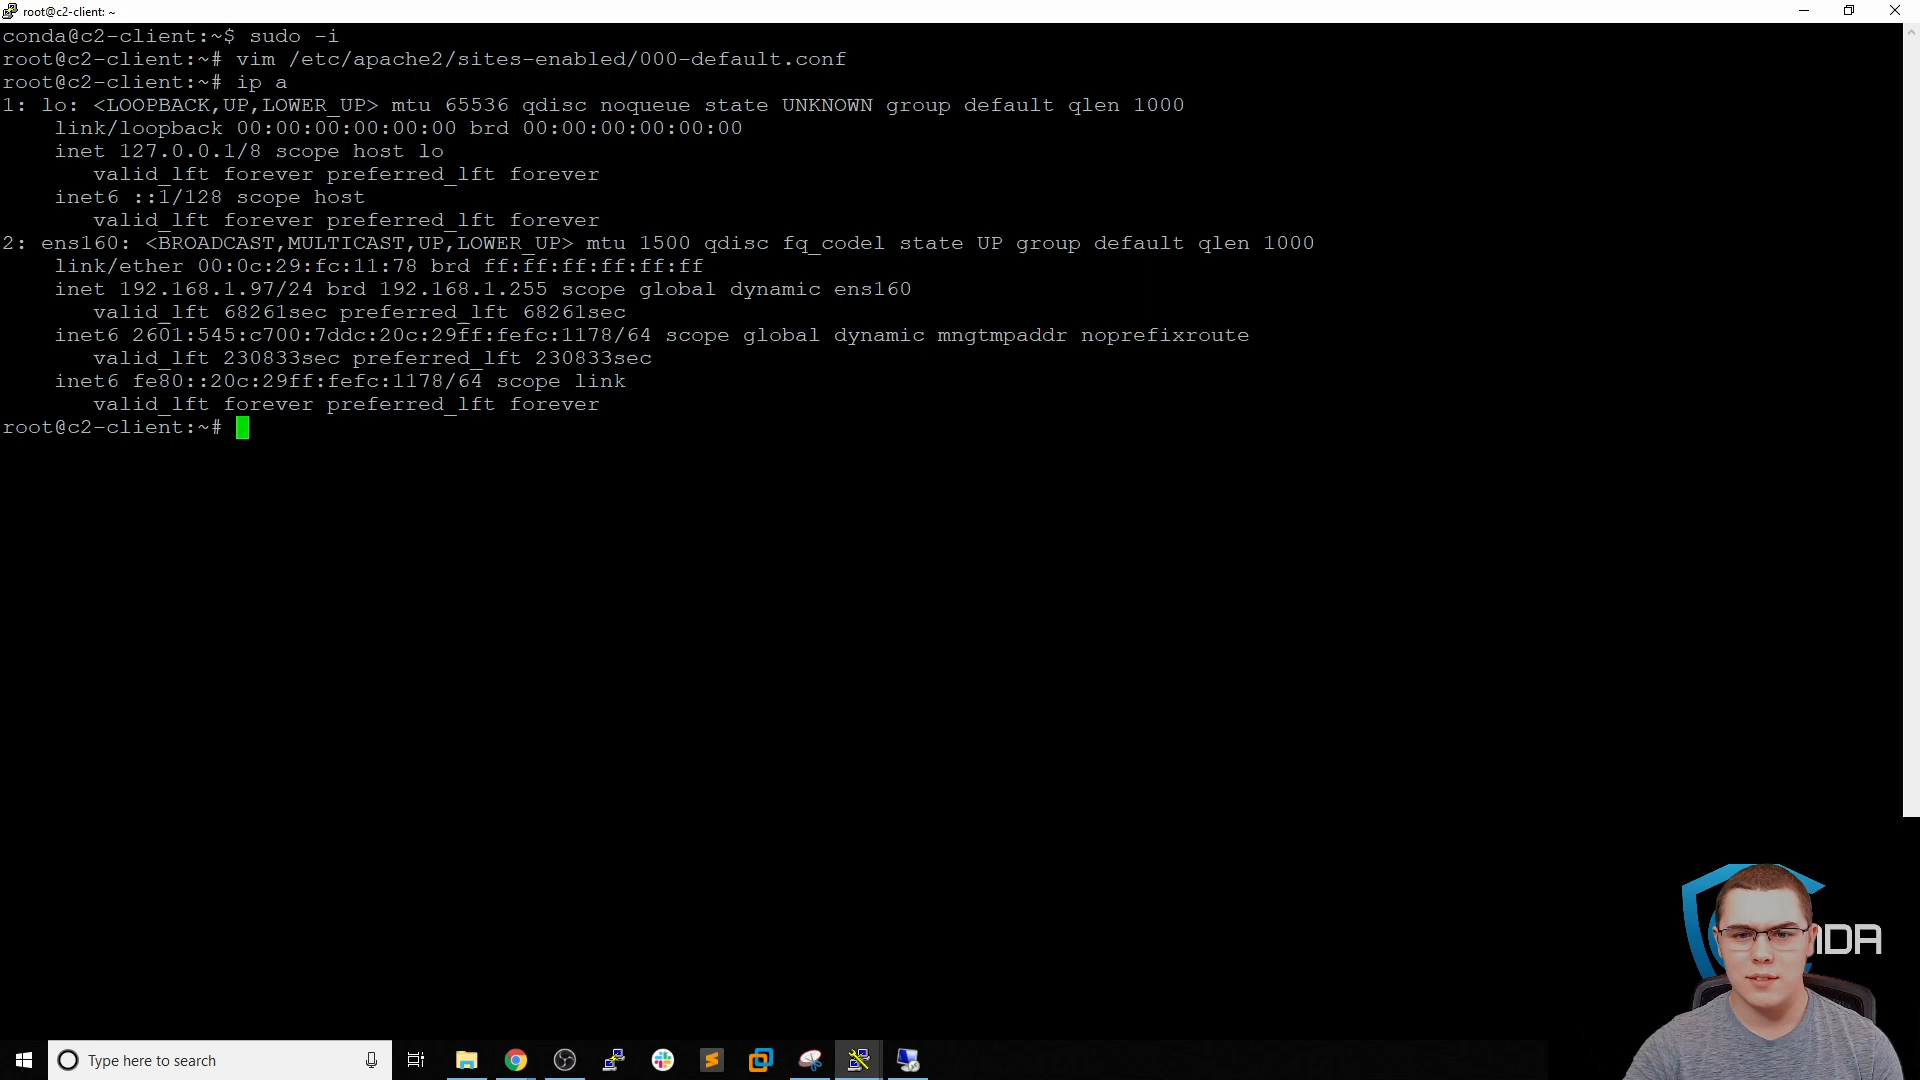 root@c2-client: ~
conda@c2-client:~$ sudo -i
root@c2-client:~# vim /etc/apache2/sites-enabled/000-default.conf
root@c2-client:~# ip a
1: lo: <LOOPBACK,UP,LOWER_UP> mtu 65536 qdisc noqueue state UNKNOWN group default qlen 1000
    link/loopback 00:00:00:00:00:00 brd 00:00:00:00:00:00
    inet 127.0.0.1/8 scope host lo
       valid_lft forever preferred_lft forever
    inet6 ::1/128 scope host
       valid_lft forever preferred_lft forever
2: ens160: <BROADCAST,MULTICAST,UP,LOWER_UP> mtu 1500 qdisc fq_codel state UP group default qlen 1000
    link/ether 00:0c:29:fc:11:78 brd ff:ff:ff:ff:ff:ff
    inet 192.168.1.97/24 brd 192.168.1.255 scope global dynamic ens160
       valid_lft 68261sec preferred_lft 68261sec
    inet6 2601:545:c700:7ddc:20c:29ff:fefc:1178/64 scope global dynamic mngtmpaddr noprefixroute
       valid_lft 230833sec preferred_lft 230833sec
    inet6 fe80::20c:29ff:fefc:1178/64 scope link
       valid_lft forever preferred_lft forever
root@c2-client:~#
Type here to search